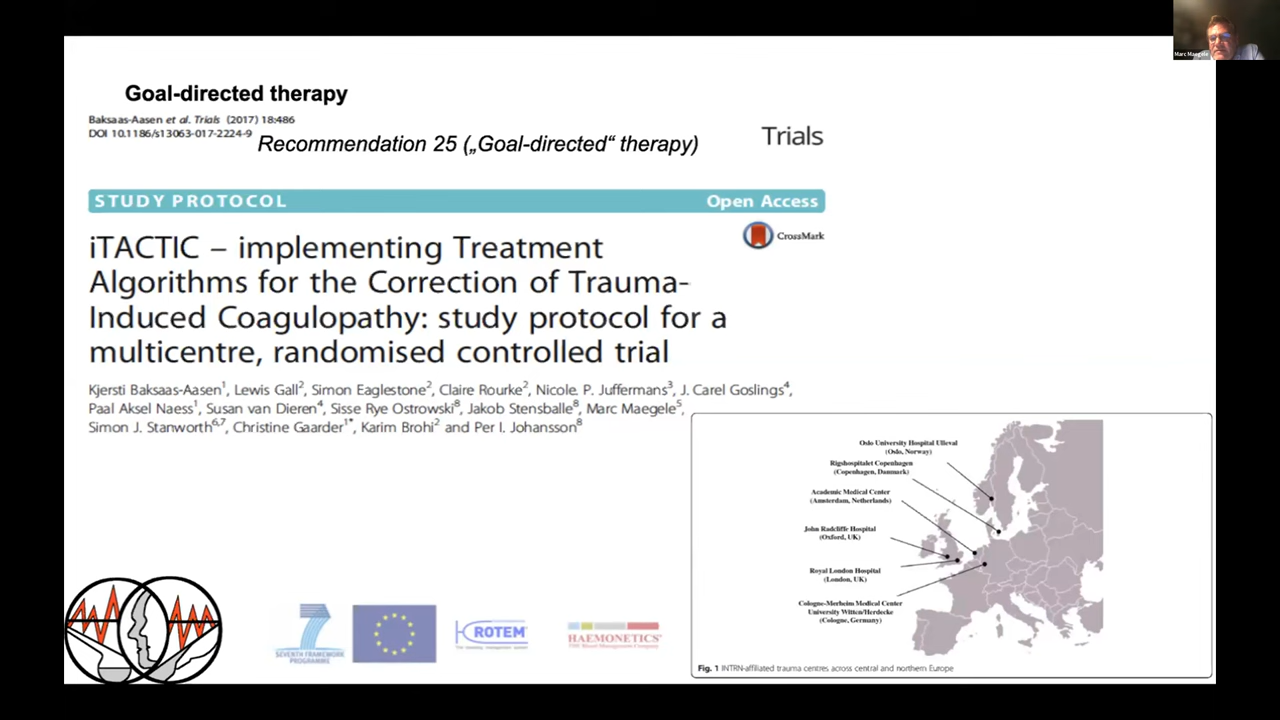 Marc Maegele
Goal-directed therapy
Baksaas-Aasen et al. Trials (2017) 18:486
DOI 10.1186/s13063-017-2224-9
Recommendation 25 („Goal-directed“ therapy)
Trials
STUDY PROTOCOL
Open Access
CrossMark
iTACTIC – implementing Treatment
Algorithms for the Correction of Trauma-
Induced Coagulopathy: study protocol for a
multicentre, randomised controlled trial
Kjersti Baksaas-Aasen1, Lewis Gall2, Simon Eaglestone2, Claire Rourke2, Nicole. P. Juffermans3, J. Carel Goslings4,
Paal Aksel Naess1, Susan van Dieren4, Sisse Rye Ostrowski8, Jakob Stensballe8, Marc Maegele5,
Simon J. Stanworth6,7, Christine Gaarder1*, Karim Brohi2 and Per I. Johansson8
Oslo University Hospital Ulleval
(Oslo, Norway)
Rigshospitalet Copenhagen
(Copenhagen, Danmark)
Academic Medical Center
(Amsterdam, Netherlands)
John Radcliffe Hospital
(Oxford, UK)
Royal London Hospital
(London, UK)
Cologne-Merheim Medical Center
University Witten/Herdecke
(Cologne, Germany)
Fig. 1 INTRN-affiliated trauma centres across central and northern Europe
SEVENTH FRAMEWORK
PROGRAMME
ROTEM
HAEMONETICS